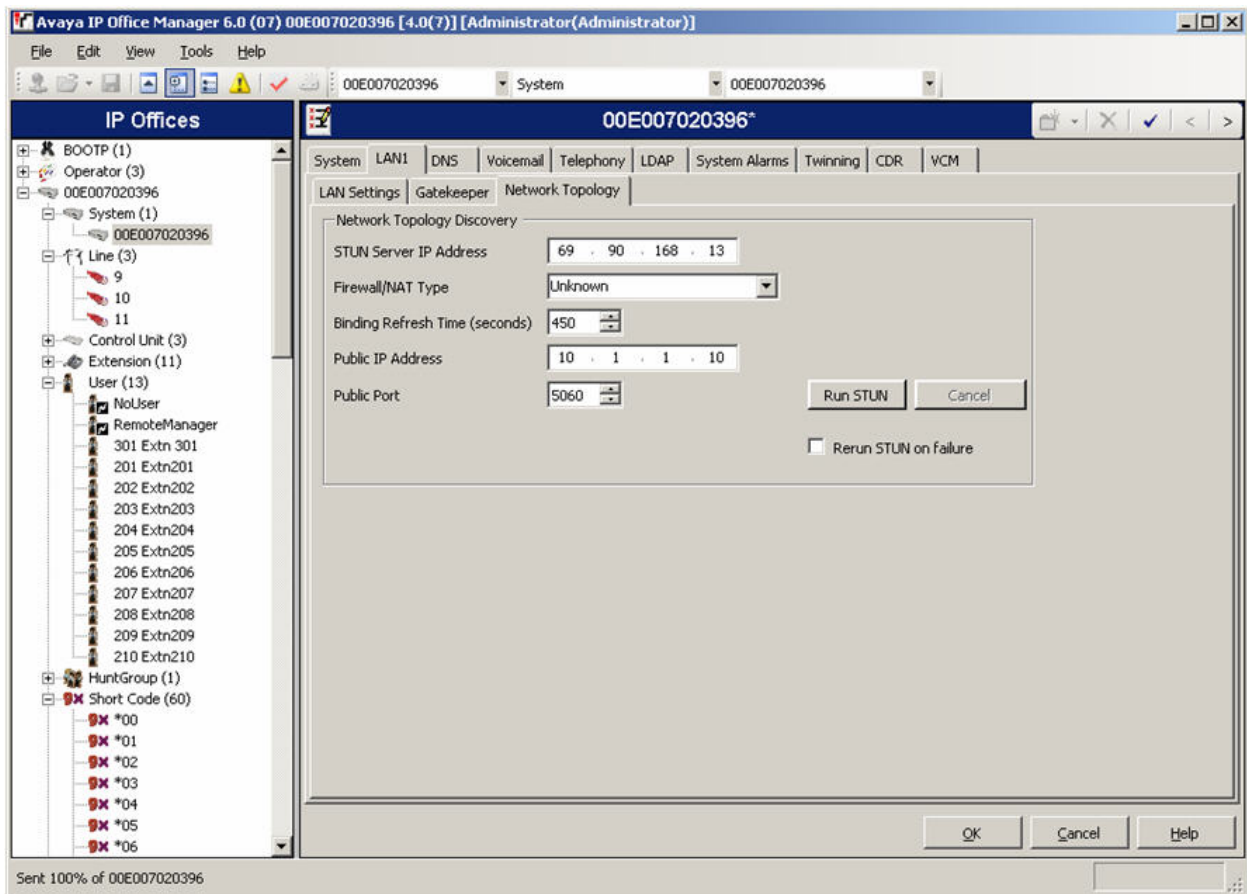 Avaya IP Office Manager 6.0 (07) 00E007020396 [4.0(7)] [Administrator(Administrator)]
File Edit View Tools Help
00E007020396 System 00E007020396
IP Offices
BOOTP (1)
Operator (3)
00E007020396
System (1)
00E007020396
Line (3)
9
10
11
Control Unit (3)
Extension (11)
User (13)
NoUser
RemoteManager
301 Extn 301
201 Extn201
202 Extn202
203 Extn203
204 Extn204
205 Extn205
206 Extn206
207 Extn207
208 Extn208
209 Extn209
210 Extn210
HuntGroup (1)
Short Code (60)
9x *00
9x *01
9x *02
9x *03
9x *04
9x *05
9x *06
00E007020396*
System LAN1 DNS Voicemail Telephony LDAP System Alarms Twinning CDR VCM
LAN Settings Gatekeeper Network Topology
Network Topology Discovery
STUN Server IP Address 69 . 90 . 168 . 13
Firewall/NAT Type Unknown
Binding Refresh Time (seconds) 450
Public IP Address 10 . 1 . 1 . 10
Public Port 5060 Run STUN Cancel
Rerun STUN on failure
OK Cancel Help
Sent 100% of 00E007020396